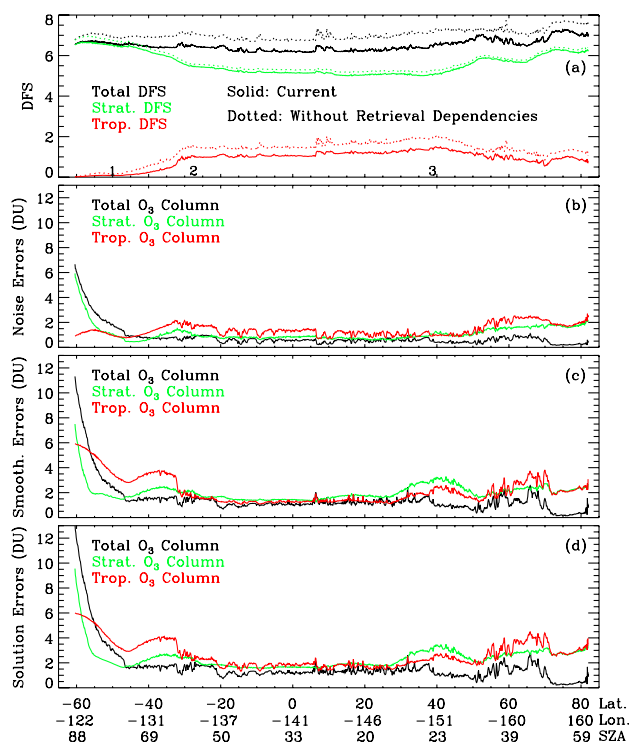 8
6
4
2
0
DFS
(a)
Total DFS
Strat. DFS
Trop. DFS
Solid: Current
Dotted: Without Retrieval Dependencies
1
2
3
12
10
8
6
4
2
0
Noise Errors (DU)
(b)
Total O3 Column
Strat. O3 Column
Trop. O3 Column
12
10
8
6
4
2
0
Smooth. Errors (DU)
(c)
Total O3 Column
Strat. O3 Column
Trop. O3 Column
12
10
8
6
4
2
0
Solution Errors (DU)
(d)
Total O3 Column
Strat. O3 Column
Trop. O3 Column
−60 −40 −20 0 20 40 60 80 Lat.
−122 −131 −137 −141 −146 −151 −160 160 Lon.
88 69 50 33 20 23 39 59 SZA